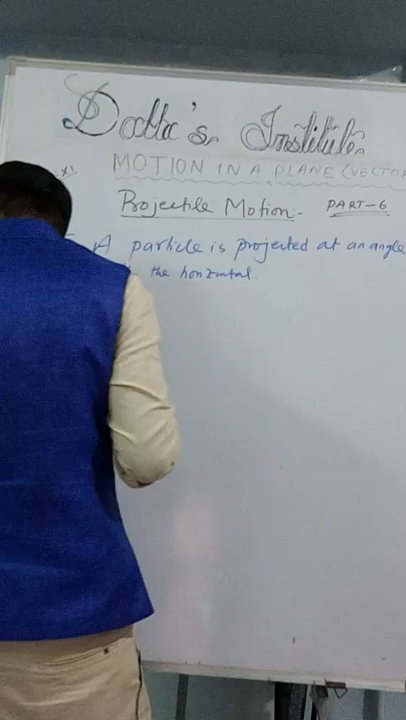 Datta's Institute
MOTION IN A PLANE (VECTOR
Projectile Motion. PART-6
A particle is projected at an angle
the horizontal.